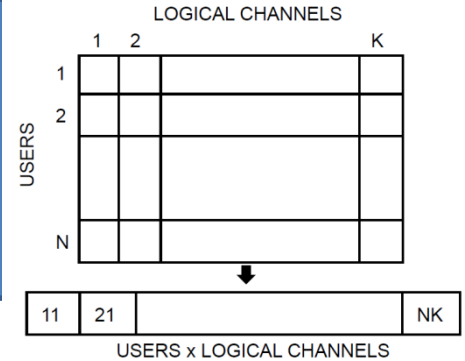 LOGICAL CHANNELS
1 2 K
1
2
USERS
N
11 21 NK
USERS x LOGICAL CHANNELS